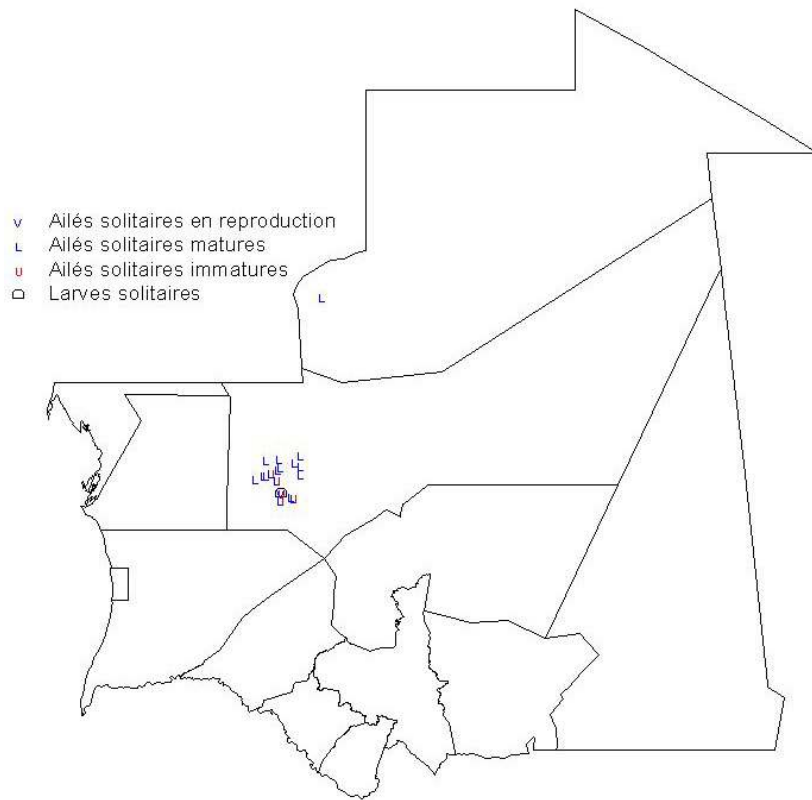 V Ailés solitaires en reproduction
L Ailés solitaires matures
U Ailés solitaires immatures
Larves solitaires